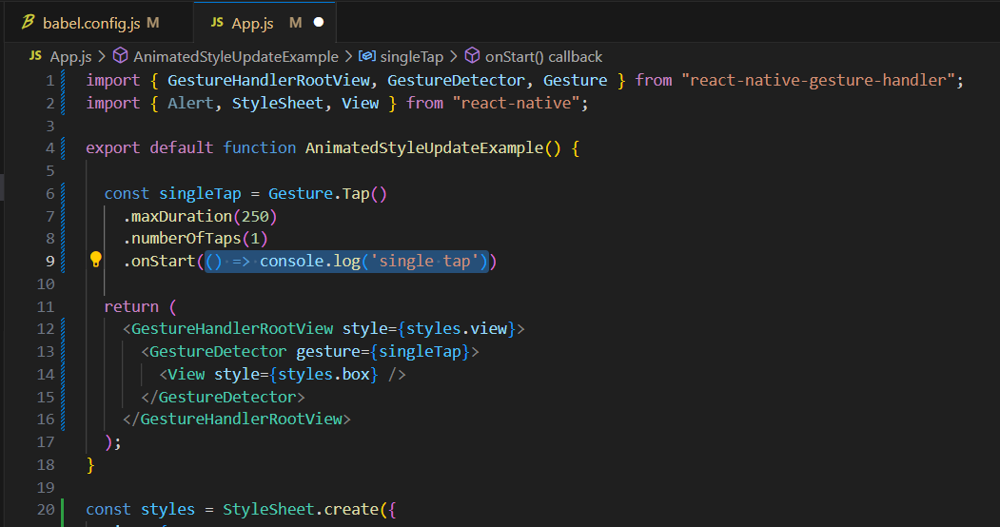 babel.config.js M
JS App.js M
JS App.js > AnimatedStyleUpdateExample > singleTap > onStart() callback
1 import { GestureHandlerRootView, GestureDetector, Gesture } from "react-native-gesture-handler";
2 import { Alert, StyleSheet, View } from "react-native";
3
4 export default function AnimatedStyleUpdateExample() {
5
6 const singleTap = Gesture.Tap()
7 .maxDuration(250)
8 .numberOfTaps(1)
9 .onStart(() => console.log('single tap'))
10
11 return (
12 <GestureHandlerRootView style={styles.view}>
13 <GestureDetector gesture={singleTap}>
14 <View style={styles.box} />
15 </GestureDetector>
16 </GestureHandlerRootView>
17 );
18 }
19
20 const styles = StyleSheet.create({